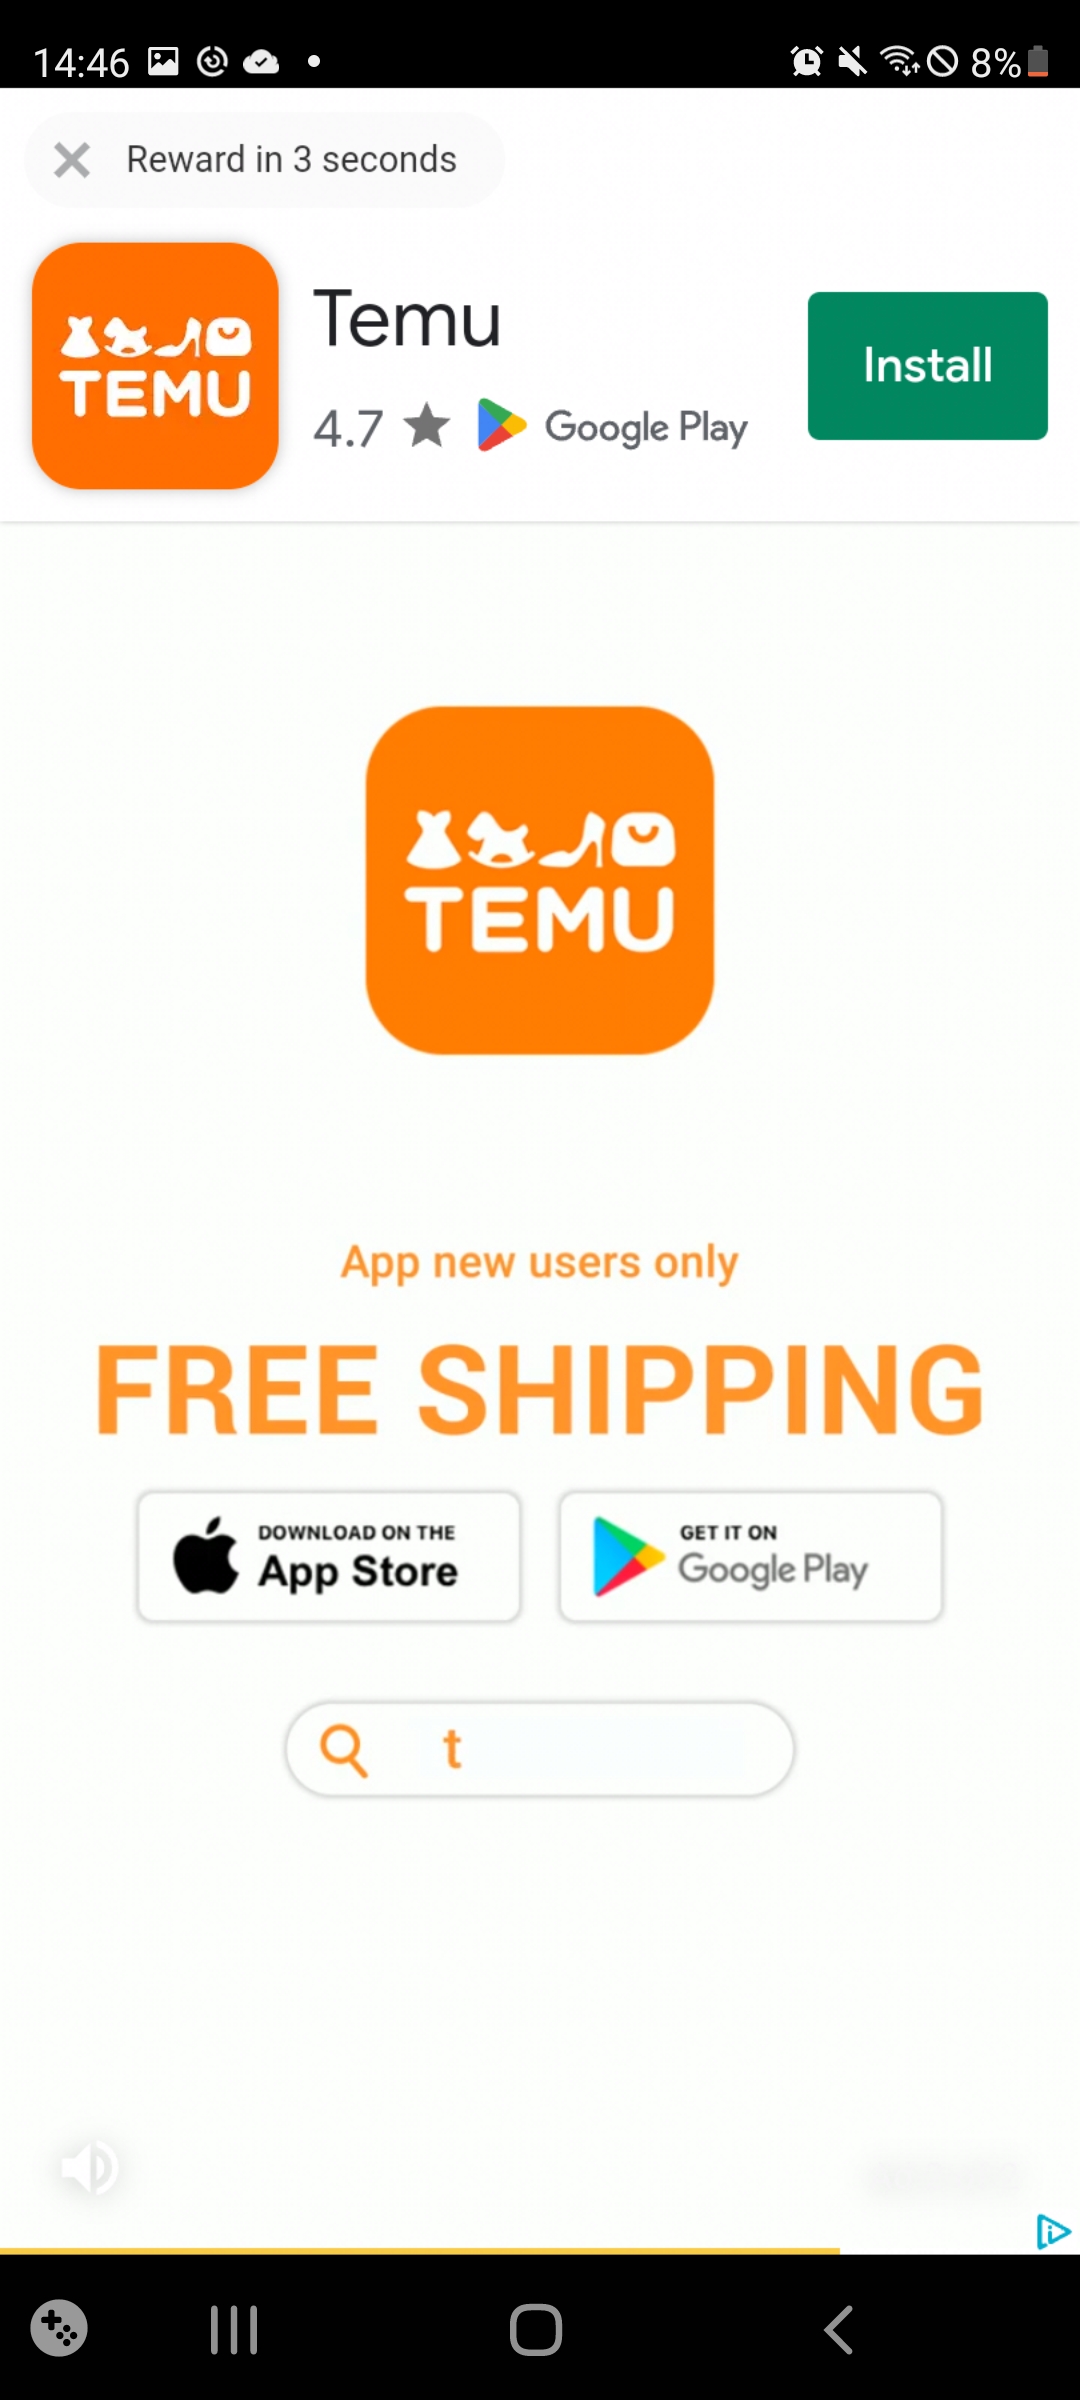 14:46
8%
Reward in 3 seconds
TEMU
Temu
4.7 Google Play
Install
TEMU
App new users only
FREE SHIPPING
DOWNLOAD ON THE
App Store
GET IT ON
Google Play
t